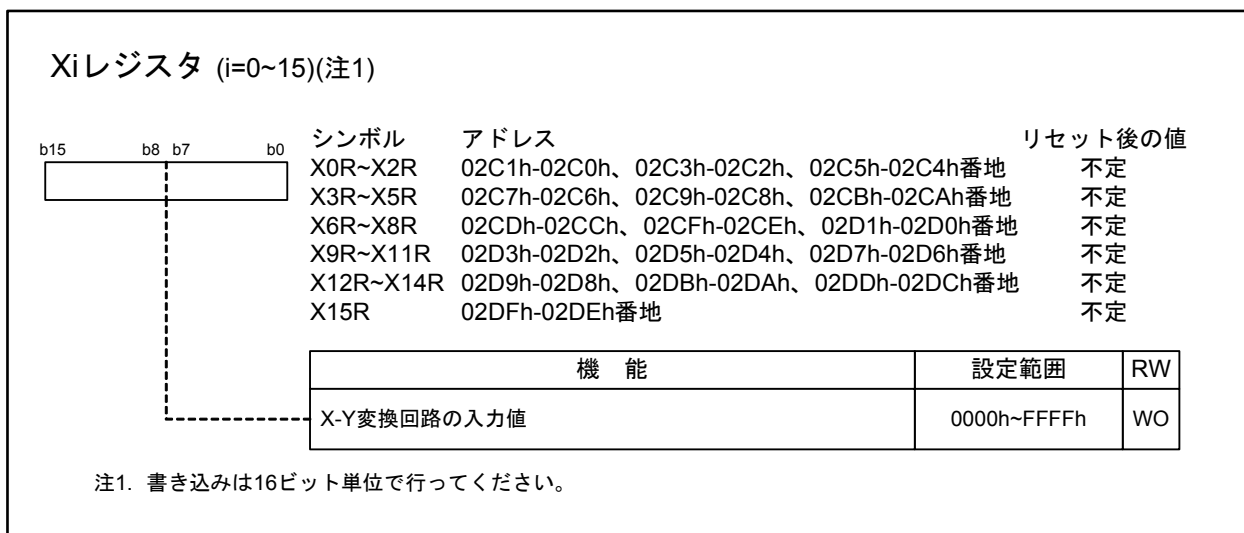 Xiレジスタ (i=0~15)(注1)
b15 b8 b7 b0
シンボル アドレス リセット後の値
X0R~X2R 02C1h-02C0h、02C3h-02C2h、02C5h-02C4h番地 不定
X3R~X5R 02C7h-02C6h、02C9h-02C8h、02CBh-02CAh番地 不定
X6R~X8R 02CDh-02CCh、02CFh-02CEh、02D1h-02D0h番地 不定
X9R~X11R 02D3h-02D2h、02D5h-02D4h、02D7h-02D6h番地 不定
X12R~X14R 02D9h-02D8h、02DBh-02DAh、02DDh-02DCh番地 不定
X15R 02DFh-02DEh番地 不定
機 能 設定範囲 RW
X-Y変換回路の入力値 0000h~FFFFh WO
注1. 書き込みは16ビット単位で行ってください。